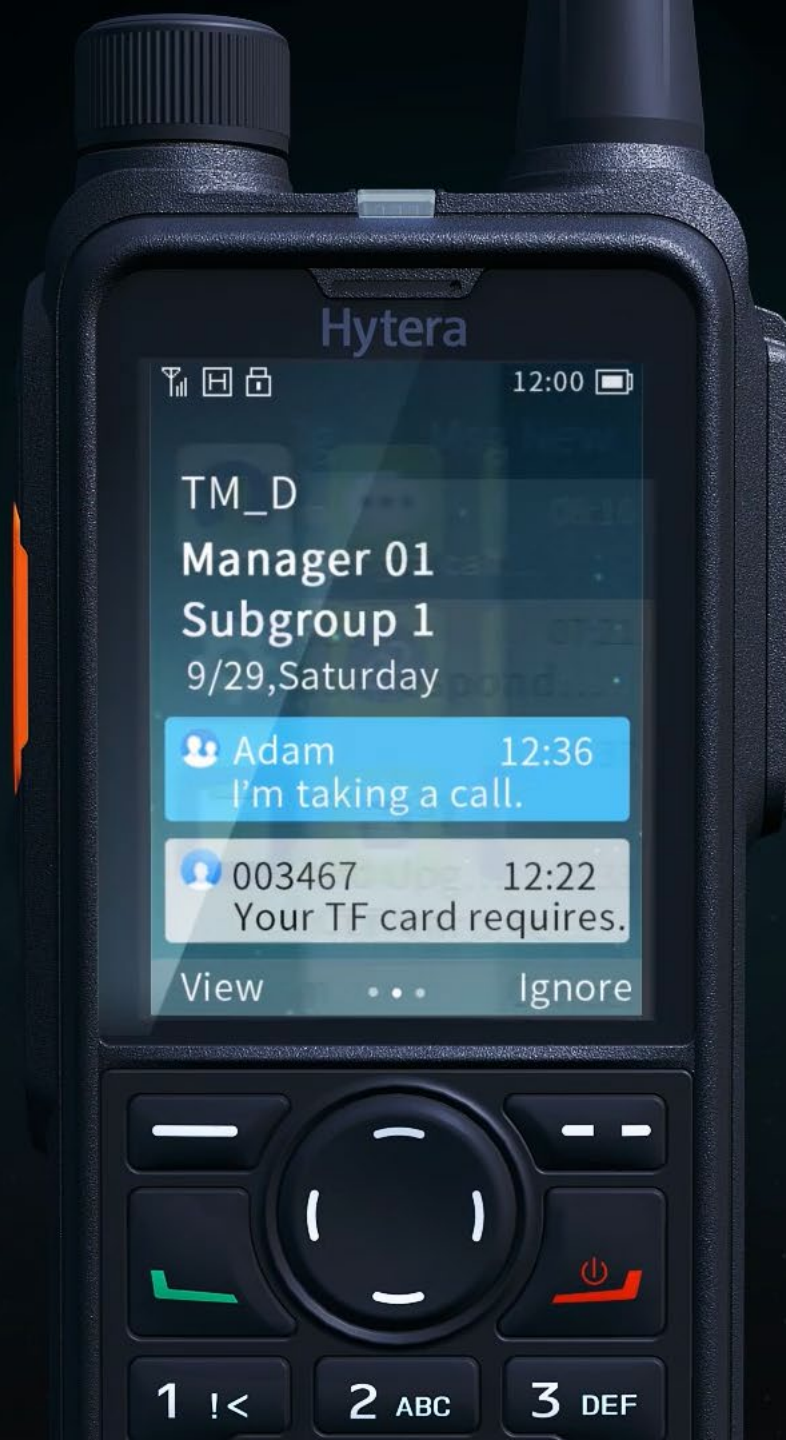 Hytera
H 12:00
TM_D
Manager 01
Subgroup 1
9/29,Saturday
Adam 12:36
I'm taking a call.
003467 12:22
Your TF card requires.
View Ignore
1 !< 2 ABC 3 DEF